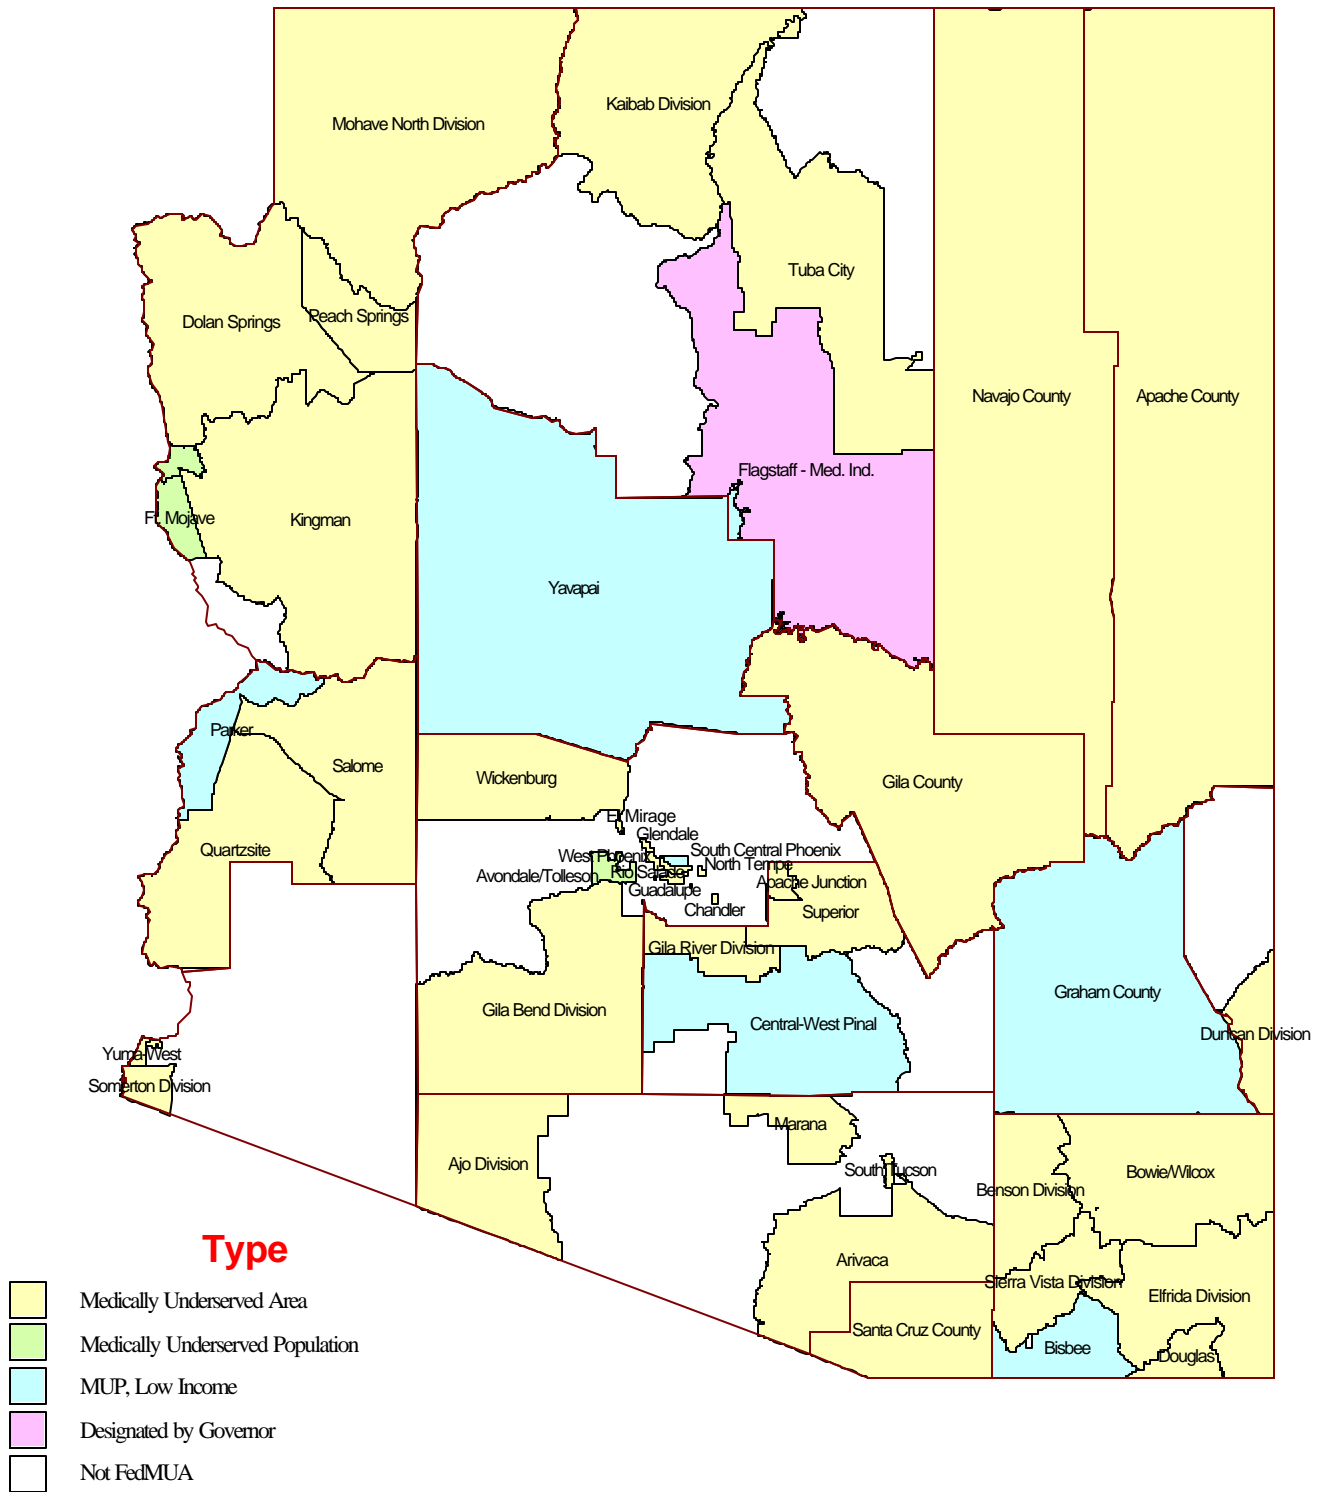 Kaibab Division
Mohave North Division
Tuba City
Peach Springs
Dolan Springs
Navajo County
Apache County
Flagstaff - Med. Ind.
Ft. Mojave
Kingman
Yavapai
Parker
Salome
Wickenburg
Gila County
El Mirage
Glendale
Quartzsite
West Phoenix
South Central Phoenix
North Tempe
Avondale/Tolleson
Rio Salado
Apache Junction
Guadalupe
Chandler
Superior
Gila River Division
Graham County
Gila Bend Division
Central-West Pinal
Duncan Division
Yuma-West
Somerton Division
Marana
Ajo Division
South Tucson
Bowie/Wilcox
Benson Division
Arivaca
Sierra Vista Division
Elfrida Division
Santa Cruz County
Bisbee
Douglas
Type
Medically Underserved Area
Medically Underserved Population
MUP, Low Income
Designated by Governor
Not FedMUA